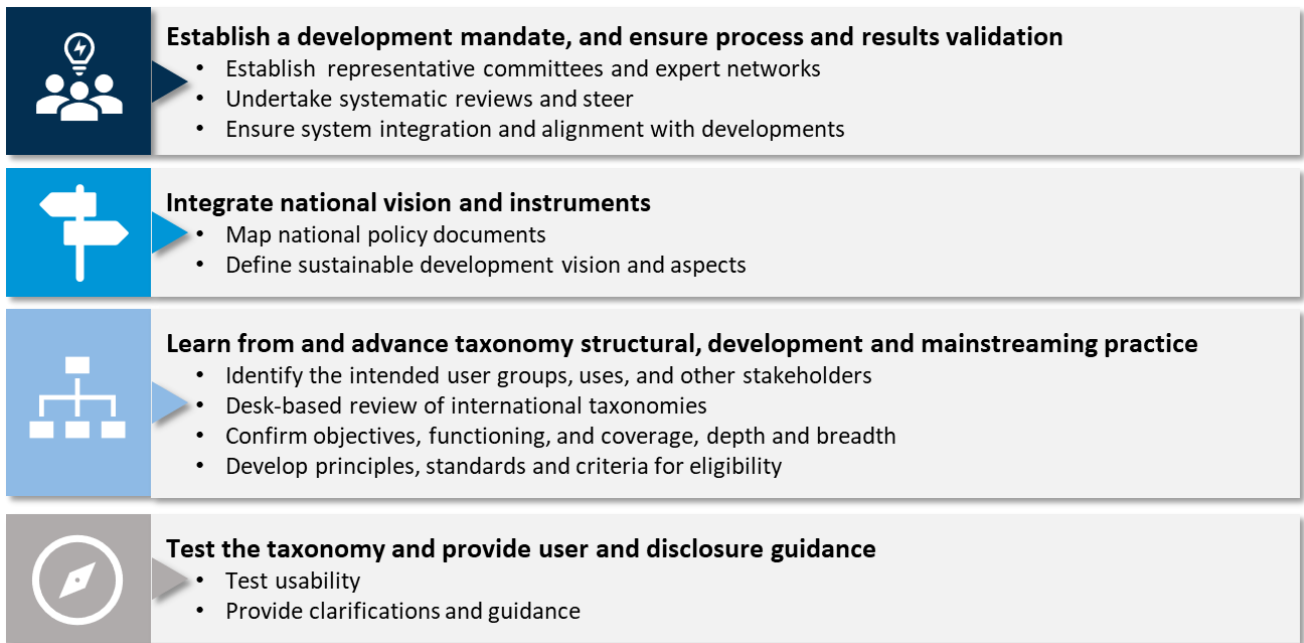 Establish a development mandate, and ensure process and results validation
• Establish representative committees and expert networks
• Undertake systematic reviews and steer
• Ensure system integration and alignment with developments
Integrate national vision and instruments
• Map national policy documents
• Define sustainable development vision and aspects
Learn from and advance taxonomy structural, development and mainstreaming practice
• Identify the intended user groups, uses, and other stakeholders
• Desk-based review of international taxonomies
• Confirm objectives, functioning, and coverage, depth and breadth
• Develop principles, standards and criteria for eligibility
Test the taxonomy and provide user and disclosure guidance
• Test usability
• Provide clarifications and guidance